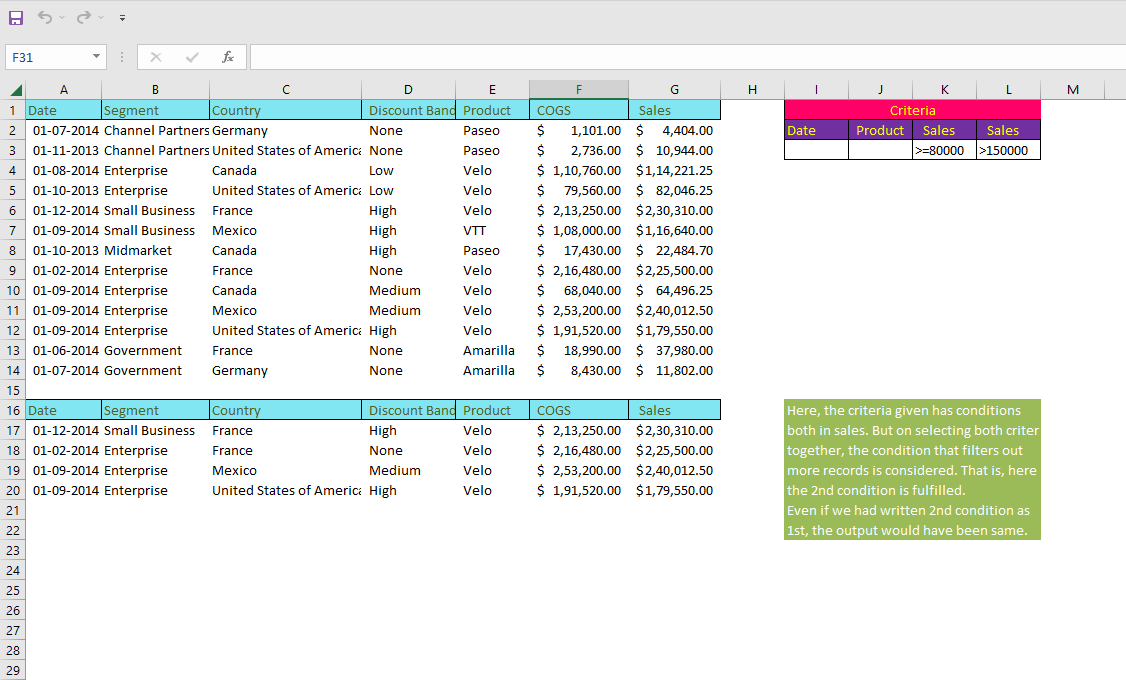 F31
fx
A B C D E F G H I J K L M
1 Date Segment Country Discount Band Product COGS Sales Criteria
2 01-07-2014 Channel Partners Germany None Paseo $ 1,101.00 $ 4,404.00 Date Product Sales Sales
3 01-11-2013 Channel Partners United States of America None Paseo $ 2,736.00 $ 10,944.00 >=80000 >150000
4 01-08-2014 Enterprise Canada Low Velo $ 1,10,760.00 $1,14,221.25
5 01-10-2013 Enterprise United States of America Low Velo $ 79,560.00 $ 82,046.25
6 01-12-2014 Small Business France High Velo $ 2,13,250.00 $2,30,310.00
7 01-09-2014 Small Business Mexico High VTT $ 1,08,000.00 $1,16,640.00
8 01-10-2013 Midmarket Canada High Paseo $ 17,430.00 $ 22,484.70
9 01-02-2014 Enterprise France None Velo $ 2,16,480.00 $2,25,500.00
10 01-09-2014 Enterprise Canada Medium Velo $ 68,040.00 $ 64,496.25
11 01-09-2014 Enterprise Mexico Medium Velo $ 2,53,200.00 $2,40,012.50
12 01-09-2014 Enterprise United States of America High Velo $ 1,91,520.00 $1,79,550.00
13 01-06-2014 Government France None Amarilla $ 18,990.00 $ 37,980.00
14 01-07-2014 Government Germany None Amarilla $ 8,430.00 $ 11,802.00
15
16 Date Segment Country Discount Band Product COGS Sales Here, the criteria given has conditions
17 01-12-2014 Small Business France High Velo $ 2,13,250.00 $2,30,310.00 both in sales. But on selecting both criter
18 01-02-2014 Enterprise France None Velo $ 2,16,480.00 $2,25,500.00 together, the condition that filters out
19 01-09-2014 Enterprise Mexico Medium Velo $ 2,53,200.00 $2,40,012.50 more records is considered. That is, here
20 01-09-2014 Enterprise United States of America High Velo $ 1,91,520.00 $1,79,550.00 the 2nd condition is fulfilled.
21 Even if we had written 2nd condition as
22 1st, the output would have been same.
23
24
25
26
27
28
29